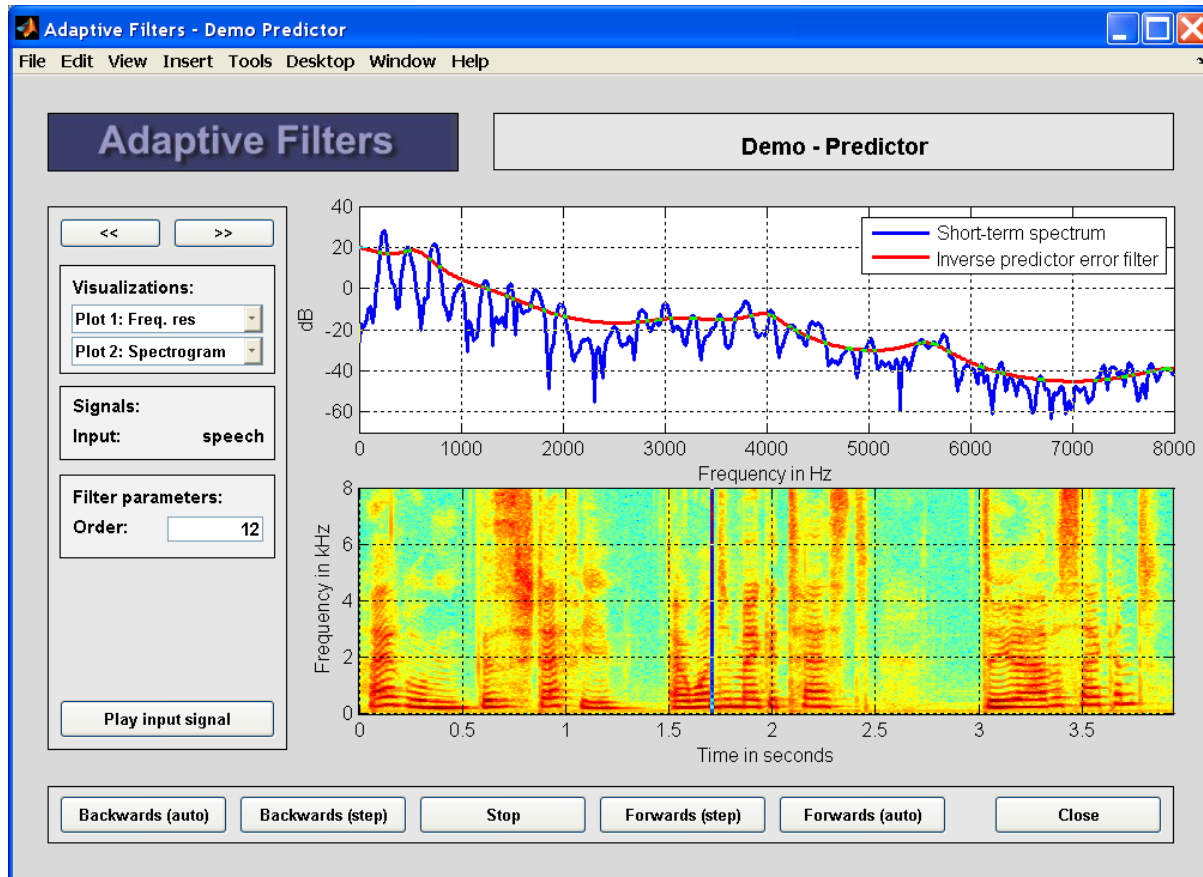 Adaptive Filters - Demo Predictor
File Edit View Insert Tools Desktop Window Help
Adaptive Filters
Demo - Predictor
<< >>
Visualizations:
Plot 1: Freq. res
Plot 2: Spectrogram
Signals:
Input: speech
Filter parameters:
Order: 12
Play input signal
40
20
0
-20
-40
-60
dB
Short-term spectrum
Inverse predictor error filter
0 1000 2000 3000 4000 5000 6000 7000 8000
Frequency in Hz
8
6
4
2
0
Frequency in kHz
0 0.5 1 1.5 2 2.5 3 3.5
Time in seconds
Backwards (auto) Backwards (step) Stop Forwards (step) Forwards (auto) Close